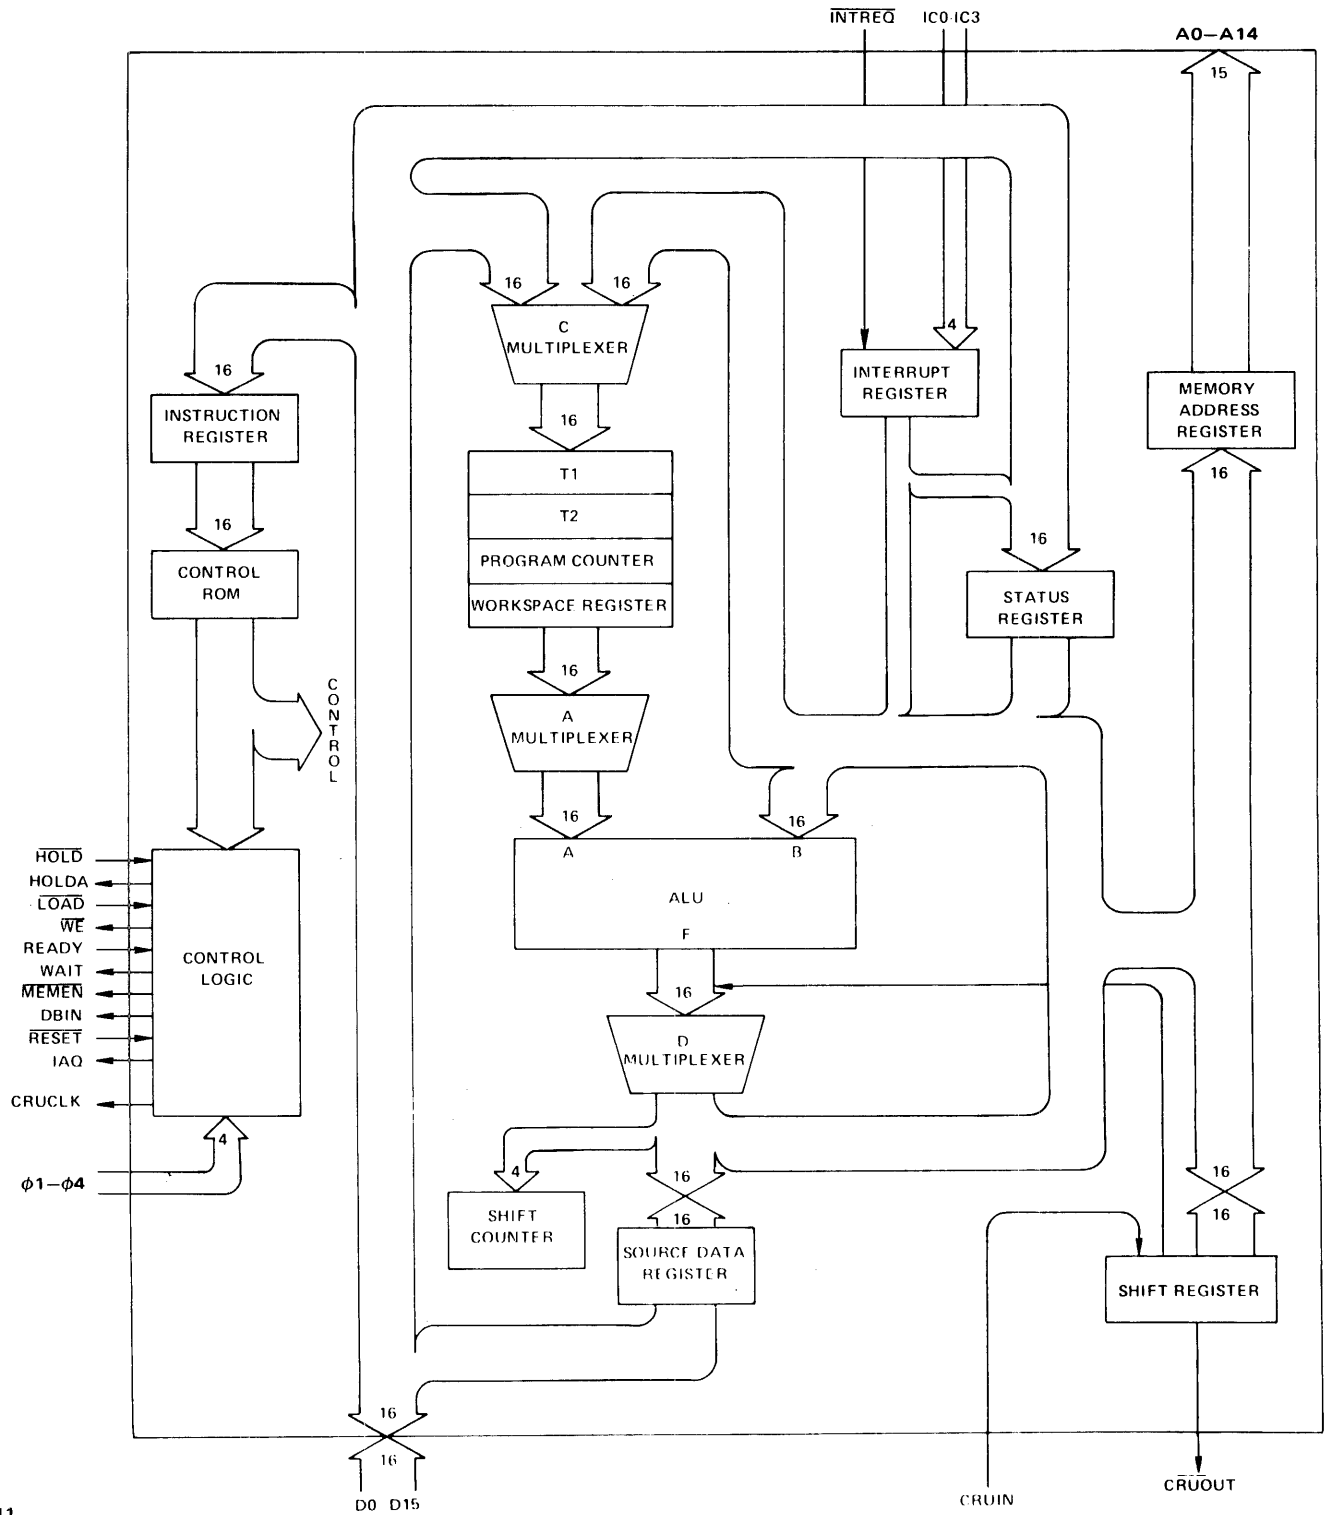 INTREQ
IC0-IC3
A0–A14
15
16
16
C
MULTIPLEXER
4
INTERRUPT
REGISTER
MEMORY
ADDRESS
REGISTER
16
16
INSTRUCTION
REGISTER
16
T1
T2
PROGRAM COUNTER
WORKSPACE REGISTER
16
16
CONTROL
ROM
16
STATUS
REGISTER
16
A
MULTIPLEXER
CONTROL
16
16
A
B
ALU
F
HOLD
HOLDA
LOAD
WE
READY
WAIT
MEMEN
DBIN
RESET
IAQ
CRUCLK
CONTROL
LOGIC
16
D
MULTIPLEXER
4
ϕ1–ϕ4
4
SHIFT
COUNTER
16
16
SOURCE DATA
REGISTER
16
16
SHIFT REGISTER
16
16
D0 D15
CRUIN
CRUOUT